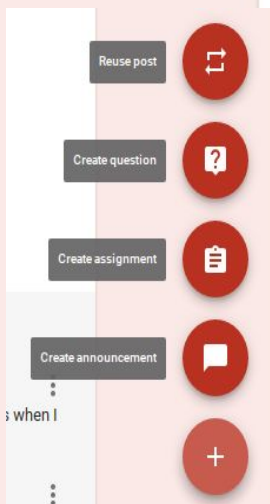 Reuse post
Create question
Create assignment
Create announcement
s when I